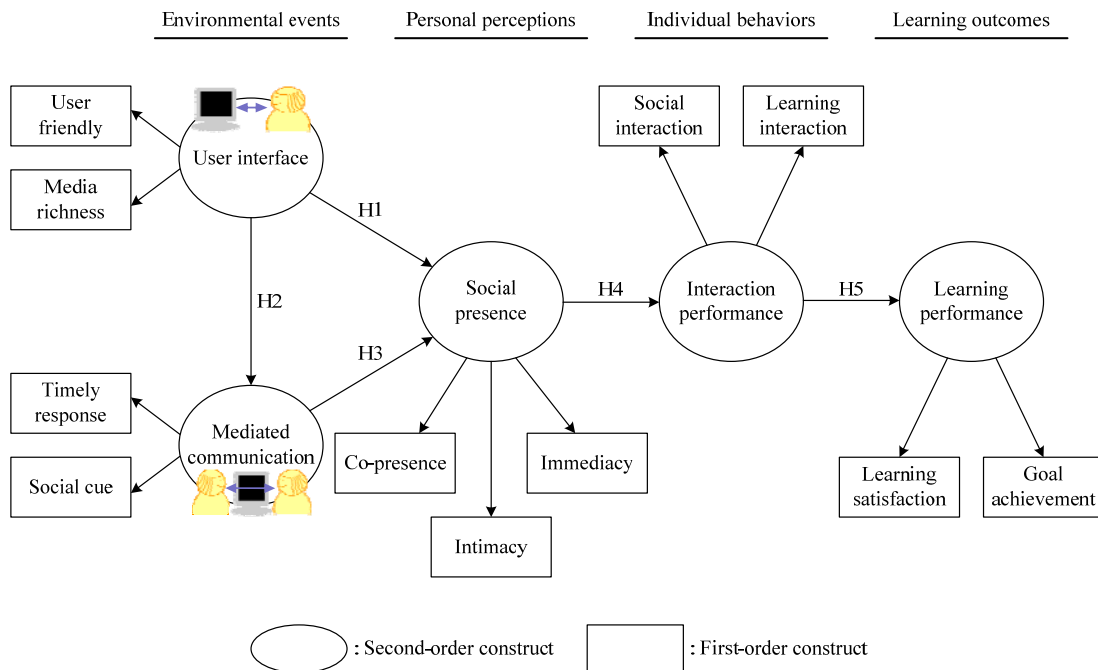 Environmental events
Personal perceptions
Individual behaviors
Learning outcomes
User
friendly
Media
richness
User interface
H1
H2
H3
Social
presence
H4
Social
interaction
Learning
interaction
Interaction
performance
H5
Learning
performance
Timely
response
Social cue
Mediated
communication
Co-presence
Intimacy
Immediacy
Learning
satisfaction
Goal
achievement
: Second-order construct
: First-order construct